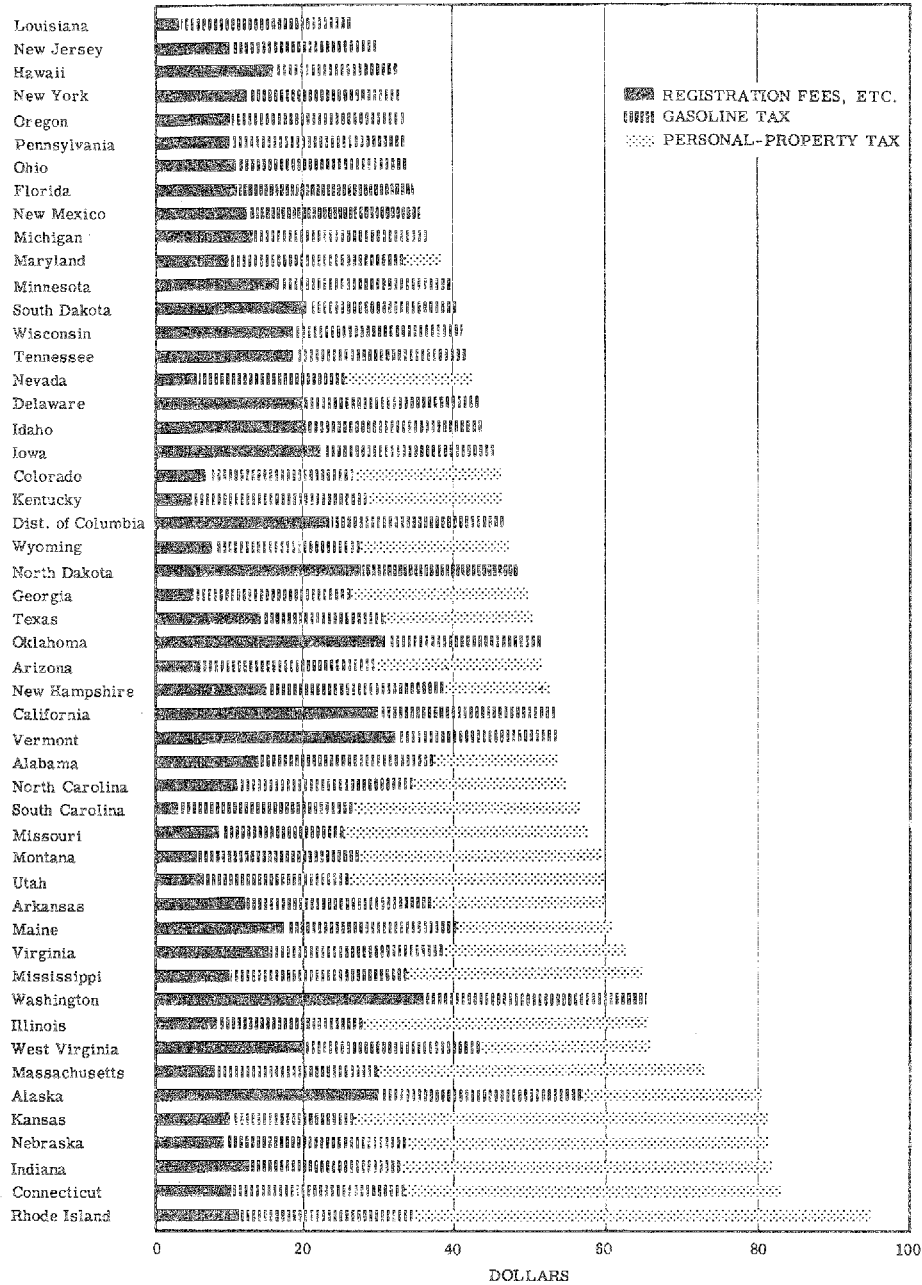 Louisiana
New Jersey
Hawaii
New York
Oregon
Pennsylvania
Ohio
Florida
New Mexico
Michigan
Maryland
Minnesota
South Dakota
Wisconsin
Tennessee
Nevada
Delaware
Idaho
Iowa
Colorado
Kentucky
Dist. of Columbia
Wyoming
North Dakota
Georgia
Texas
Oklahoma
Arizona
New Hampshire
California
Vermont
Alabama
North Carolina
South Carolina
Missouri
Montana
Utah
Arkansas
Maine
Virginia
Mississippi
Washington
Illinois
West Virginia
Massachusetts
Alaska
Kansas
Nebraska
Indiana
Connecticut
Rhode Island
REGISTRATION FEES, ETC.
GASOLINE TAX
PERSONAL-PROPERTY TAX
0 20 40 60 80 100
DOLLARS